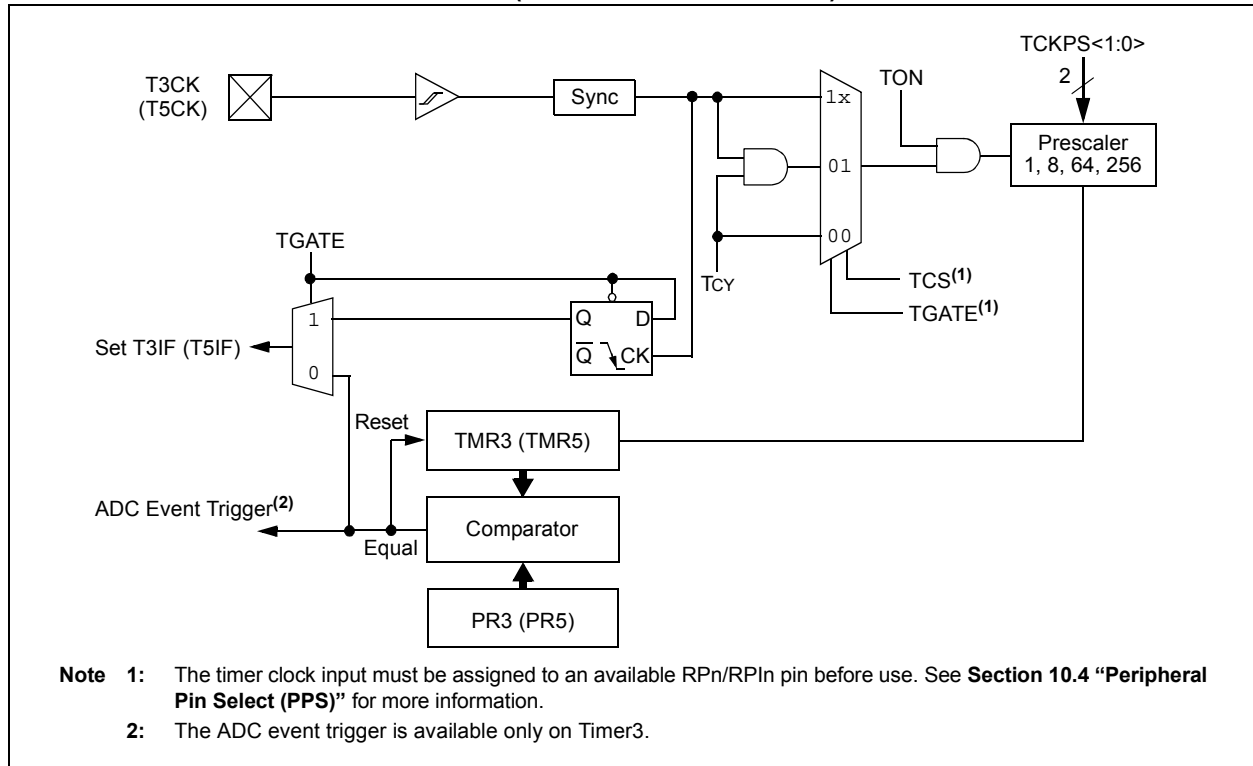 TCKPS<1:0>
T3CK
(T5CK)
2
TON
Sync
1x
Prescaler
1, 8, 64, 256
01
00
TGATE
TCY
TCS(1)
TGATE(1)
1
Q
D
Set T3IF (T5IF)
Q
CK
0
Reset
TMR3 (TMR5)
ADC Event Trigger(2)
Comparator
Equal
PR3 (PR5)
Note 1: The timer clock input must be assigned to an available RPn/RPIn pin before use. See Section 10.4 “Peripheral
Pin Select (PPS)” for more information.
2: The ADC event trigger is available only on Timer3.